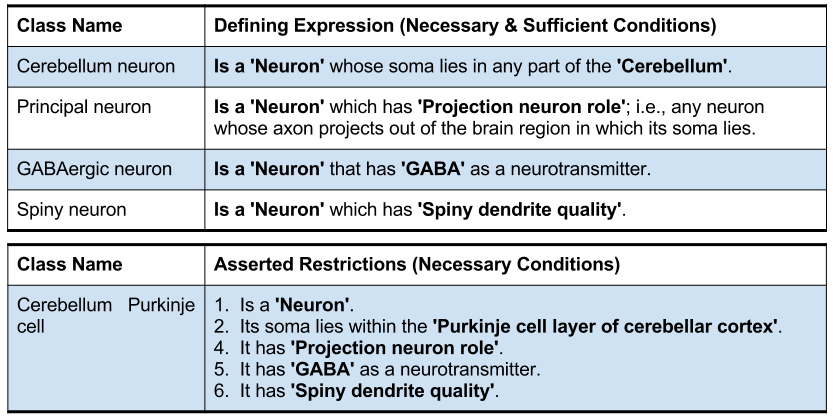 Class Name Defining Expression (Necessary & Sufficient Conditions)
Cerebellum neuron Is a 'Neuron' whose soma lies in any part of the 'Cerebellum'.
Principal neuron Is a 'Neuron' which has 'Projection neuron role'; i.e., any neuron
whose axon projects out of the brain region in which its soma lies.
GABAergic neuron Is a 'Neuron' that has 'GABA' as a neurotransmitter.
Spiny neuron Is a 'Neuron' which has 'Spiny dendrite quality'.
Class Name Asserted Restrictions (Necessary Conditions)
Cerebellum Purkinje 1. Is a 'Neuron'.
cell 2. Its soma lies within the 'Purkinje cell layer of cerebellar cortex'.
4. It has 'Projection neuron role'.
5. It has 'GABA' as a neurotransmitter.
6. It has 'Spiny dendrite quality'.